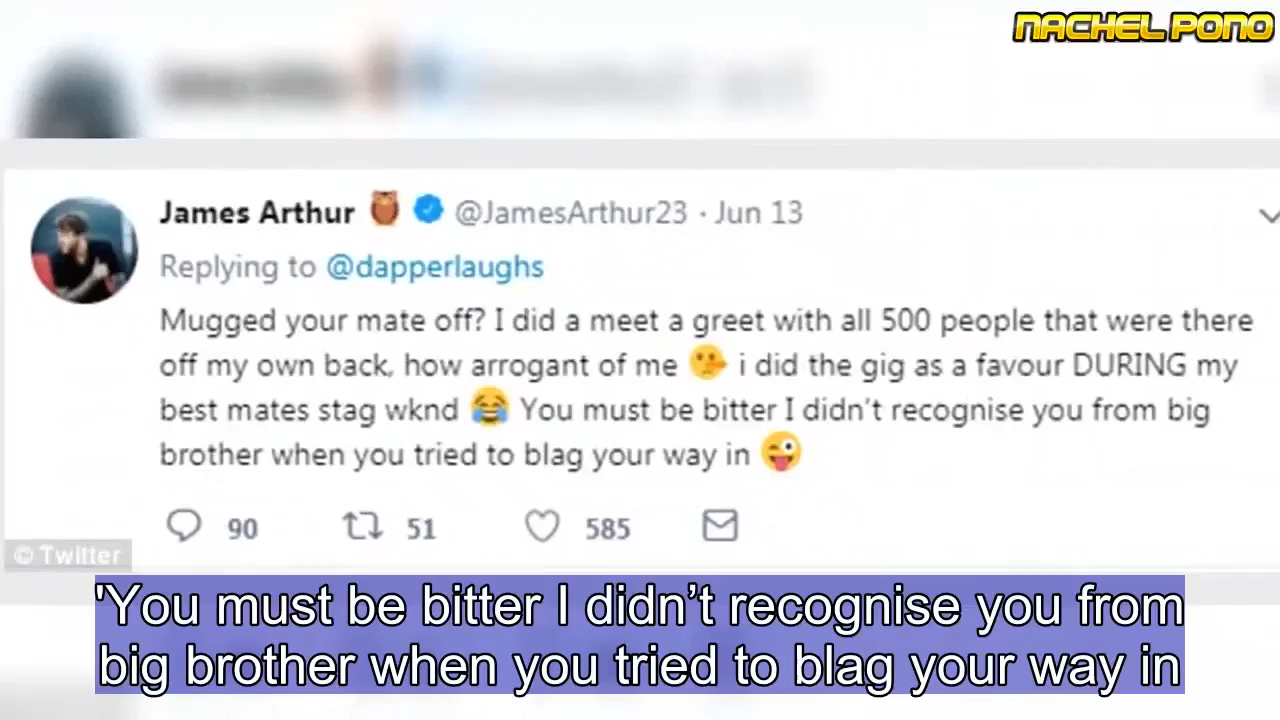 NACHEL PONO
James Arthur 🦉 @JamesArthur23 · Jun 13
Replying to @dapperlaughs
Mugged your mate off? I did a meet a greet with all 500 people that were there
off my own back, how arrogant of me 🤥 i did the gig as a favour DURING my
best mates stag wknd 😂 You must be bitter I didn't recognise you from big
brother when you tried to blag your way in 😜
90 51 585
© Twitter
'You must be bitter I didn’t recognise you from
big brother when you tried to blag your way in